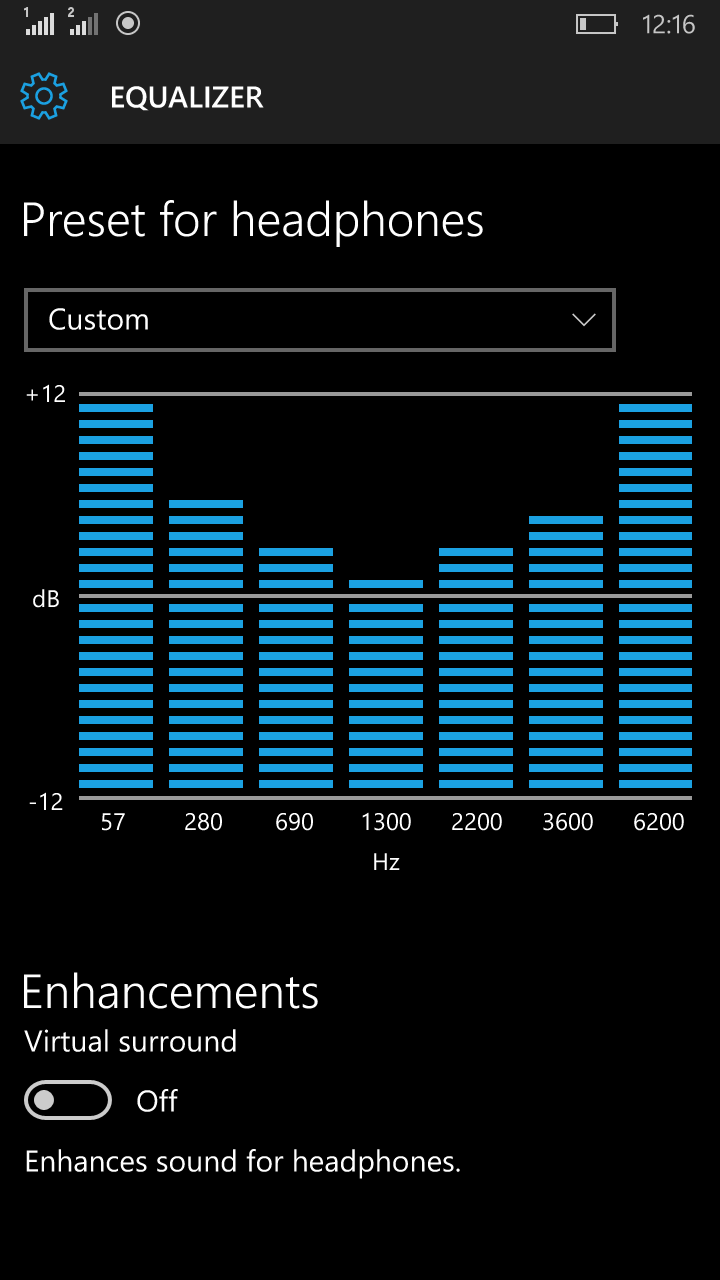 1 2 12:16
EQUALIZER
Preset for headphones
Custom
+12
dB
-12
57 280 690 1300 2200 3600 6200
Hz
Enhancements
Virtual surround
Off
Enhances sound for headphones.